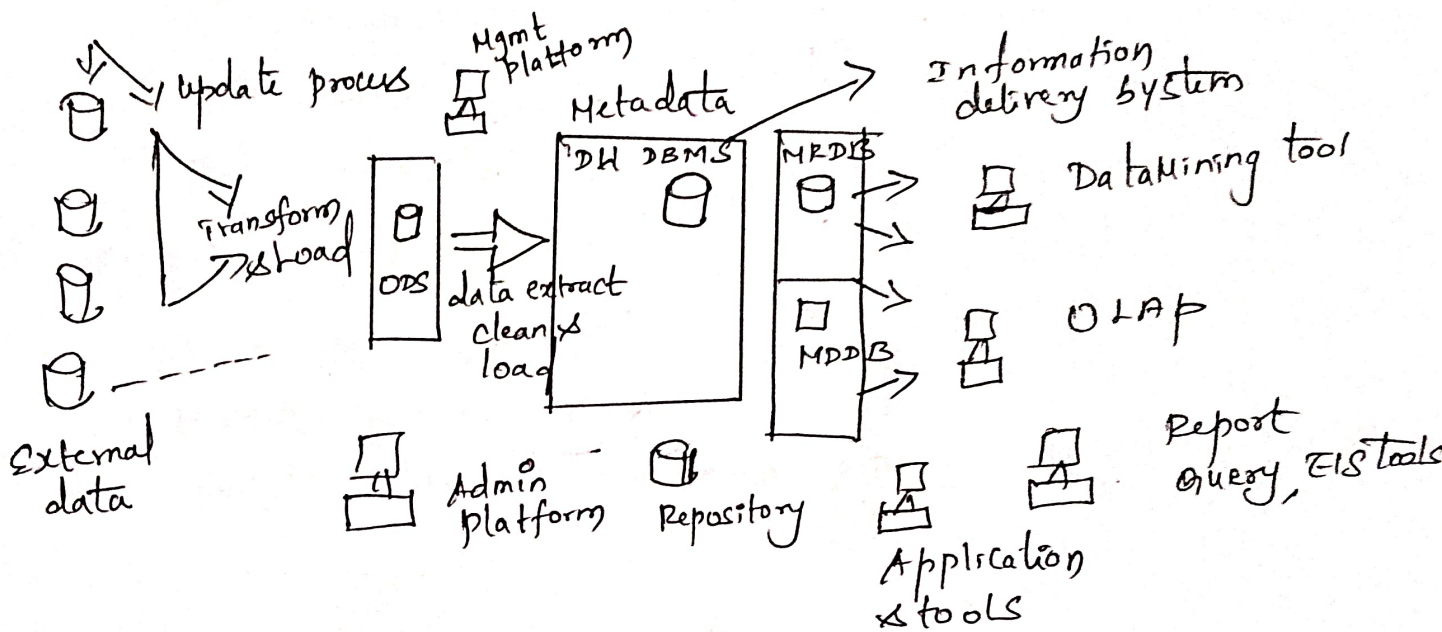 Mgmt
platform
update process
Metadata
Information
delivery system
DW DBMS
MRDB
DataMining tool
Transform
& Load
ODS
data extract
clean &
load
MDDB
OLAP
External
data
Admin
platform
Repository
Report
Query, EIS tools
Application
& tools